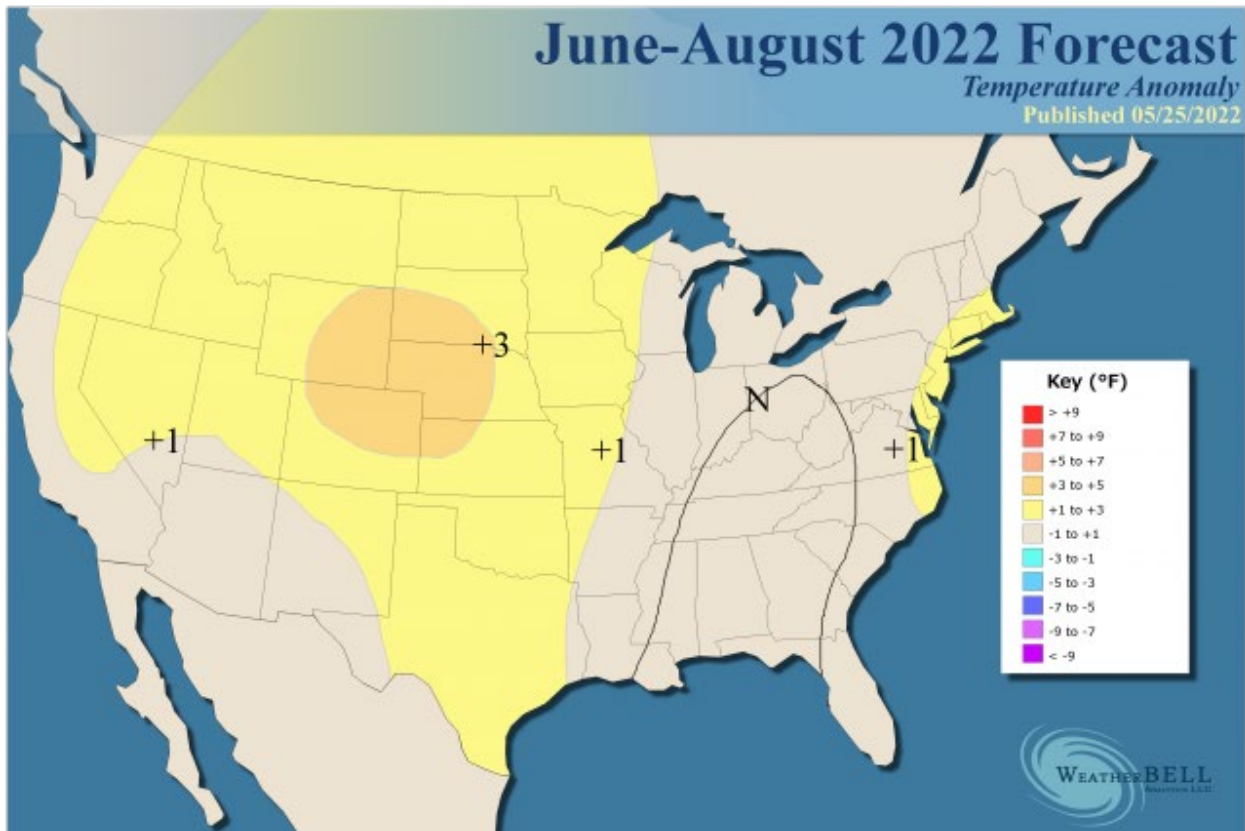 June-August 2022 Forecast
Temperature Anomaly
Published 05/25/2022
+3
+1
+1
N
+1
Key (°F)
> +9
+7 to +9
+5 to +7
+3 to +5
+1 to +3
-1 to +1
-3 to -1
-5 to -3
-7 to -5
-9 to -7
< -9
WEATHERBELL
ANALYTICS LLC